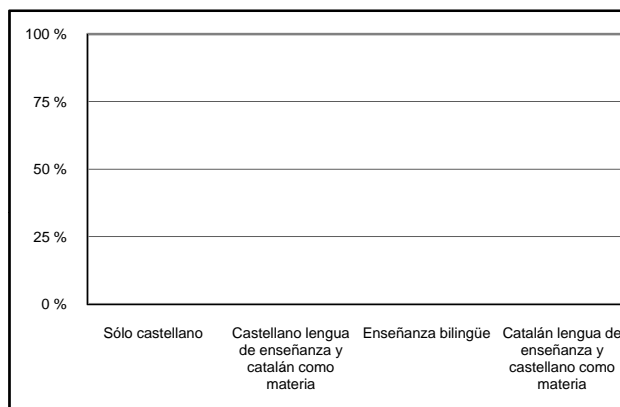 100 %
75 %
50 %
25 %
0 %
Sólo castellano
Castellano lengua
de enseñanza y
catalán como
materia
Enseñanza bilingüe
Catalán lengua de
enseñanza y
castellano como
materia